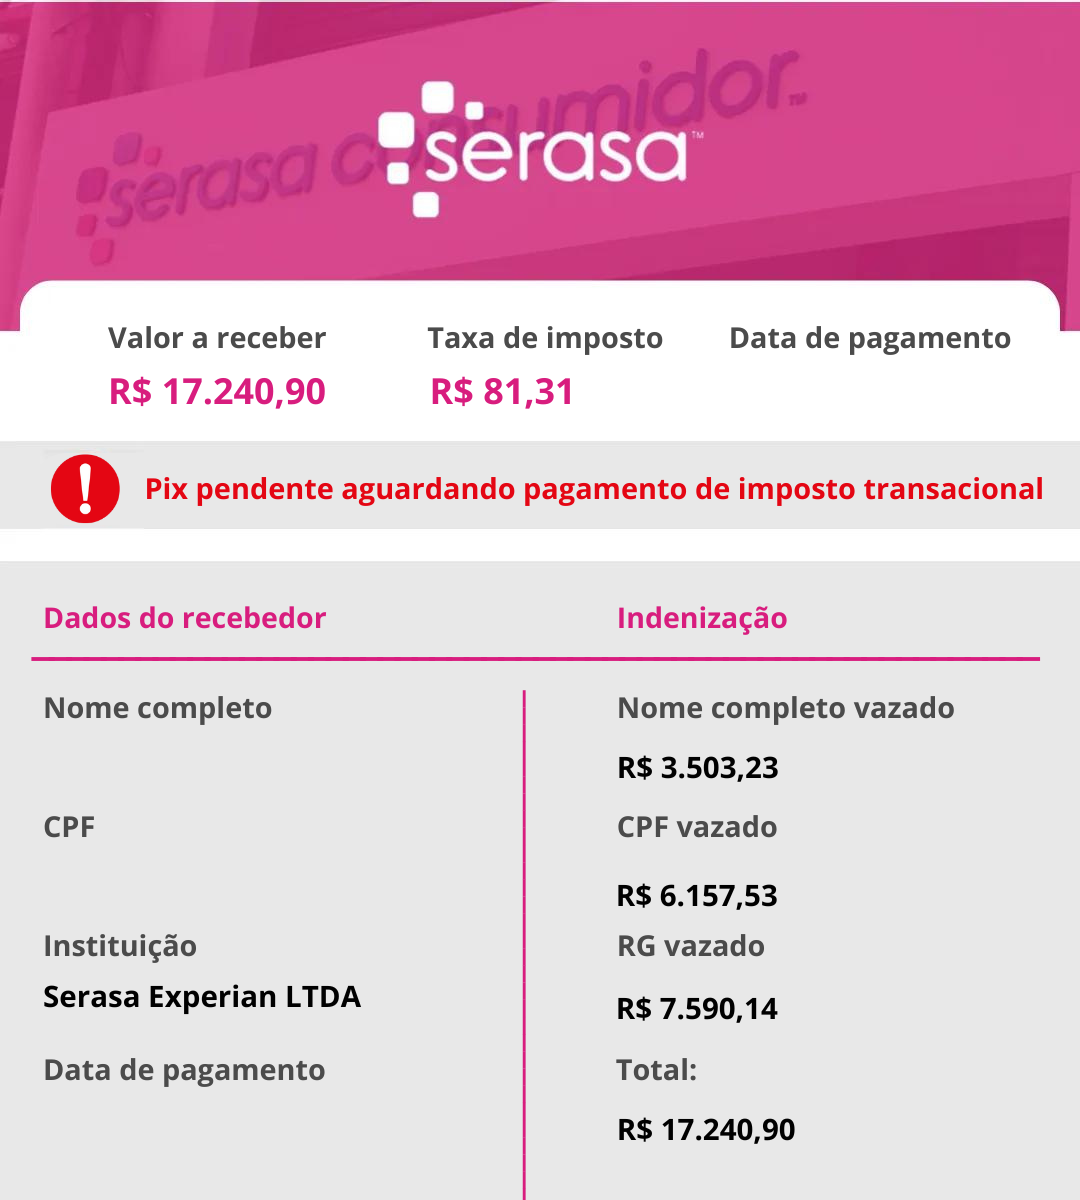 serasa consumidor.™
serasa™
Valor a receber
R$ 17.240,90
Taxa de imposto
R$ 81,31
Data de pagamento
Pix pendente aguardando pagamento de imposto transacional
Dados do recebedor
Indenização
Nome completo
CPF
Instituição
Serasa Experian LTDA
Data de pagamento
Nome completo vazado
R$ 3.503,23
CPF vazado
R$ 6.157,53
RG vazado
R$ 7.590,14
Total:
R$ 17.240,90